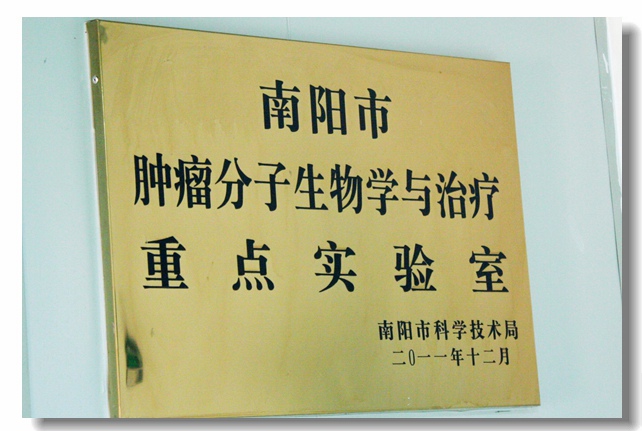 南阳市
肿瘤分子生物学与治疗
重点实验室
南阳市科学技术局
二0一一年十二月